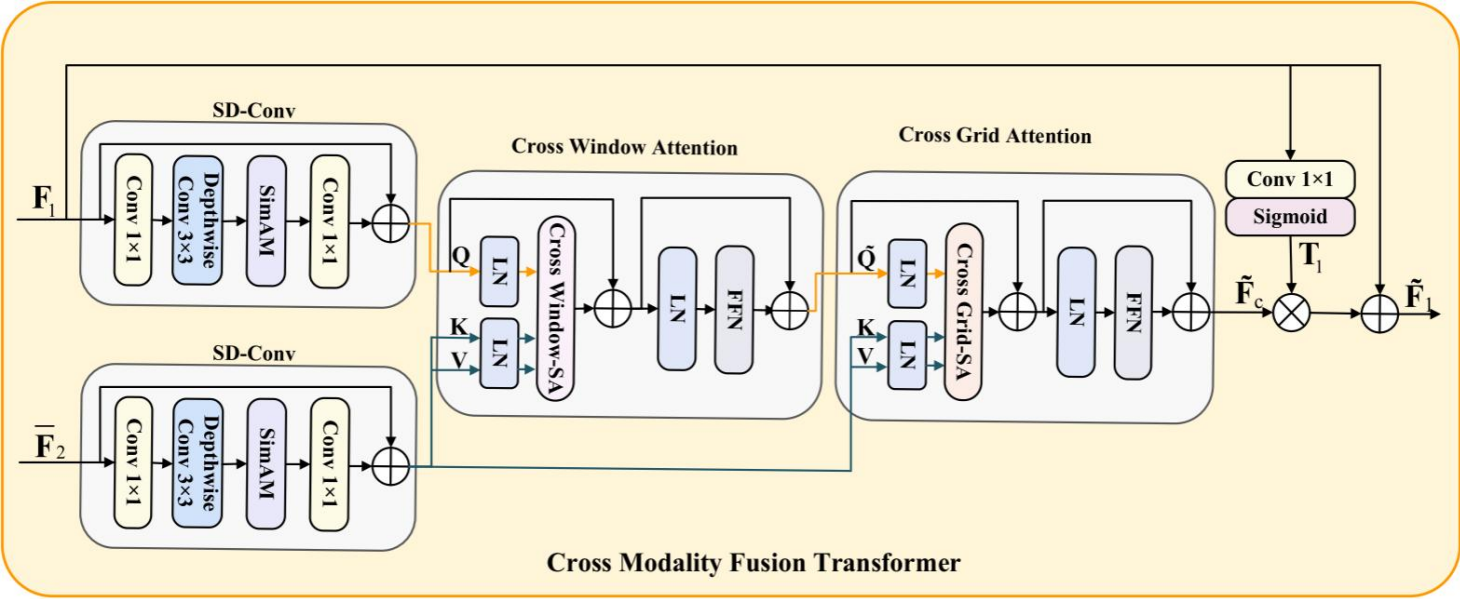 SD-Conv
F1
Conv 1×1
Depthwise
Conv 3×3
SimAM
Conv 1×1
SD-Conv
F̅2
Conv 1×1
Depthwise
Conv 3×3
SimAM
Conv 1×1
Cross Window Attention
Q
K
V
LN
LN
Cross Window-SA
LN
FFN
Cross Grid Attention
Q̃
K
V
LN
LN
Cross Grid-SA
LN
FFN
Conv 1×1
Sigmoid
T1
F̃c
F̃1
Cross Modality Fusion Transformer